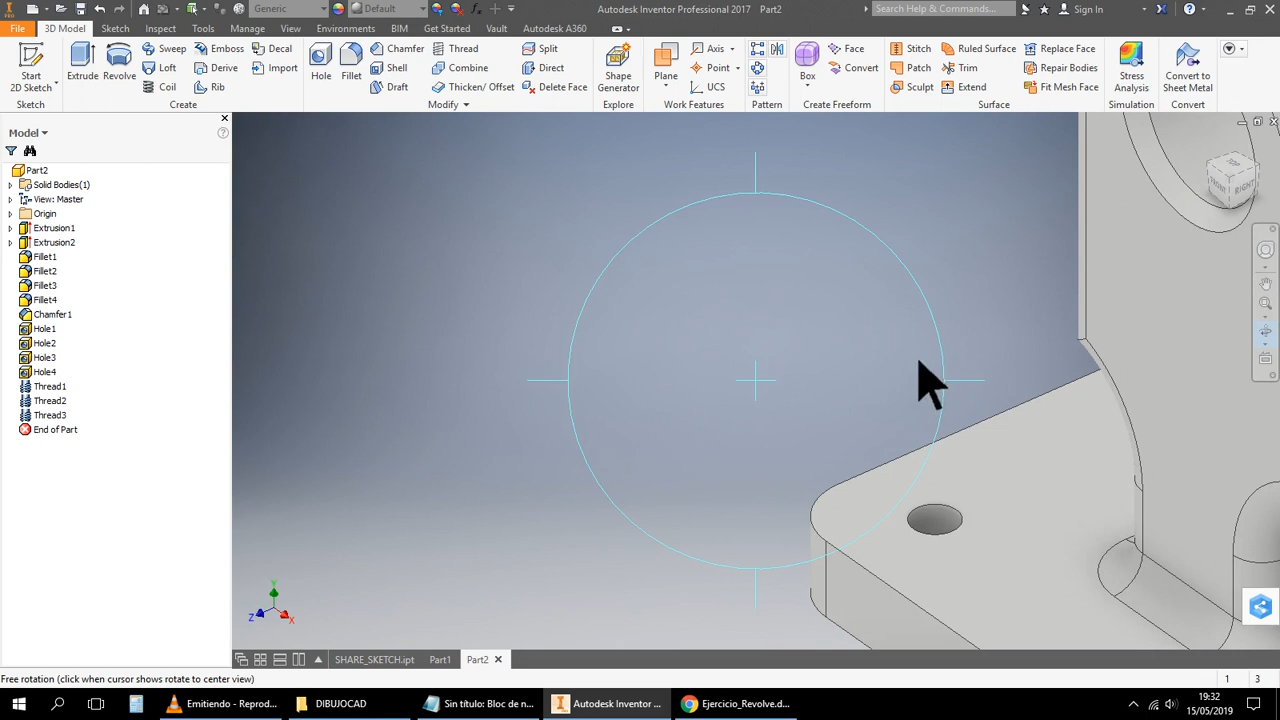 PRO
Generic
Default
Autodesk Inventor Professional 2017 Part2
Search Help & Commands...
Sign In
File 3D Model Sketch Inspect Tools Manage View Environments BIM Get Started Vault Autodesk A360
Start
2D Sketch
Extrude Revolve
Sweep Emboss Decal
Loft Derive Import
Coil Rib
Hole Fillet
Chamfer Thread Split
Shell Combine Direct
Draft Thicken/ Offset Delete Face
Shape
Generator
Plane
Axis
Point
UCS
Box
Face
Convert
Stitch Ruled Surface Replace Face
Patch Trim Repair Bodies
Sculpt Extend Fit Mesh Face
Stress
Analysis
Convert to
Sheet Metal
Sketch Create Modify Explore Work Features Pattern Create Freeform Surface Simulation Convert
Model
Part2
Solid Bodies(1)
View: Master
Origin
Extrusion1
Extrusion2
Fillet1
Fillet2
Fillet3
Fillet4
Chamfer1
Hole1
Hole2
Hole3
Hole4
Thread1
Thread2
Thread3
End of Part
FRONT
RIGHT
Y
Z
X
SHARE_SKETCH.ipt Part1 Part2
Free rotation (click when cursor shows rotate to center view)
1 3
Emitiendo - Reprod... DIBUJOCAD Sin título: Bloc de n... Autodesk Inventor ... Ejercicio_Revolve.d...
19:32
15/05/2019